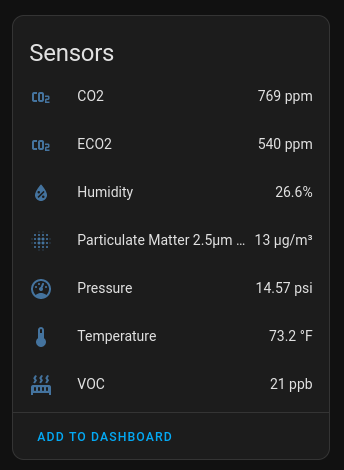 Sensors
CO2 CO2 769 ppm
CO2 ECO2 540 ppm
Humidity 26.6%
Particulate Matter 2.5μm ... 13 μg/m³
Pressure 14.57 psi
Temperature 73.2 °F
VOC 21 ppb
ADD TO DASHBOARD